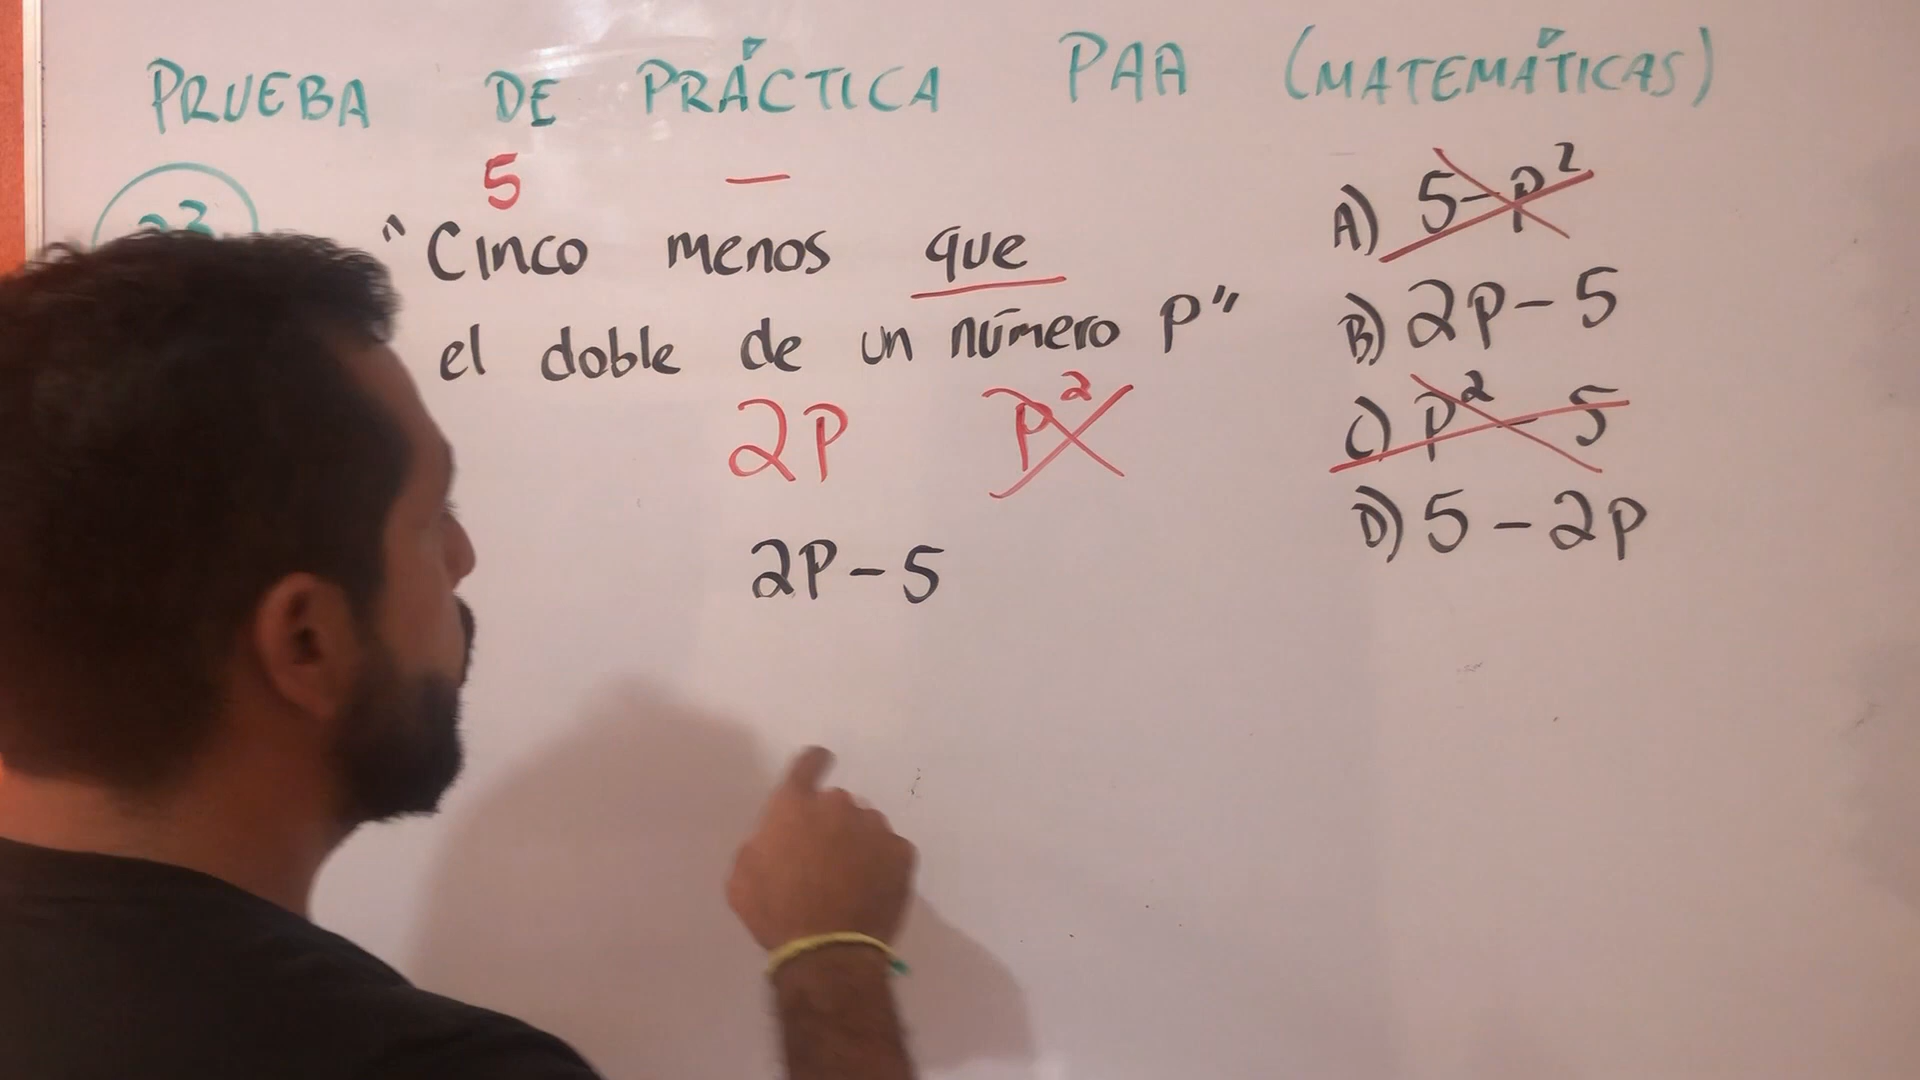 PRUEBA DE PRÁCTICA PAA (MATEMÁTICAS)
5 —
"Cinco menos que
el doble de un número P"
2P P²
2P - 5
A) 5 - P²
B) 2P - 5
C) P² - 5
D) 5 - 2P